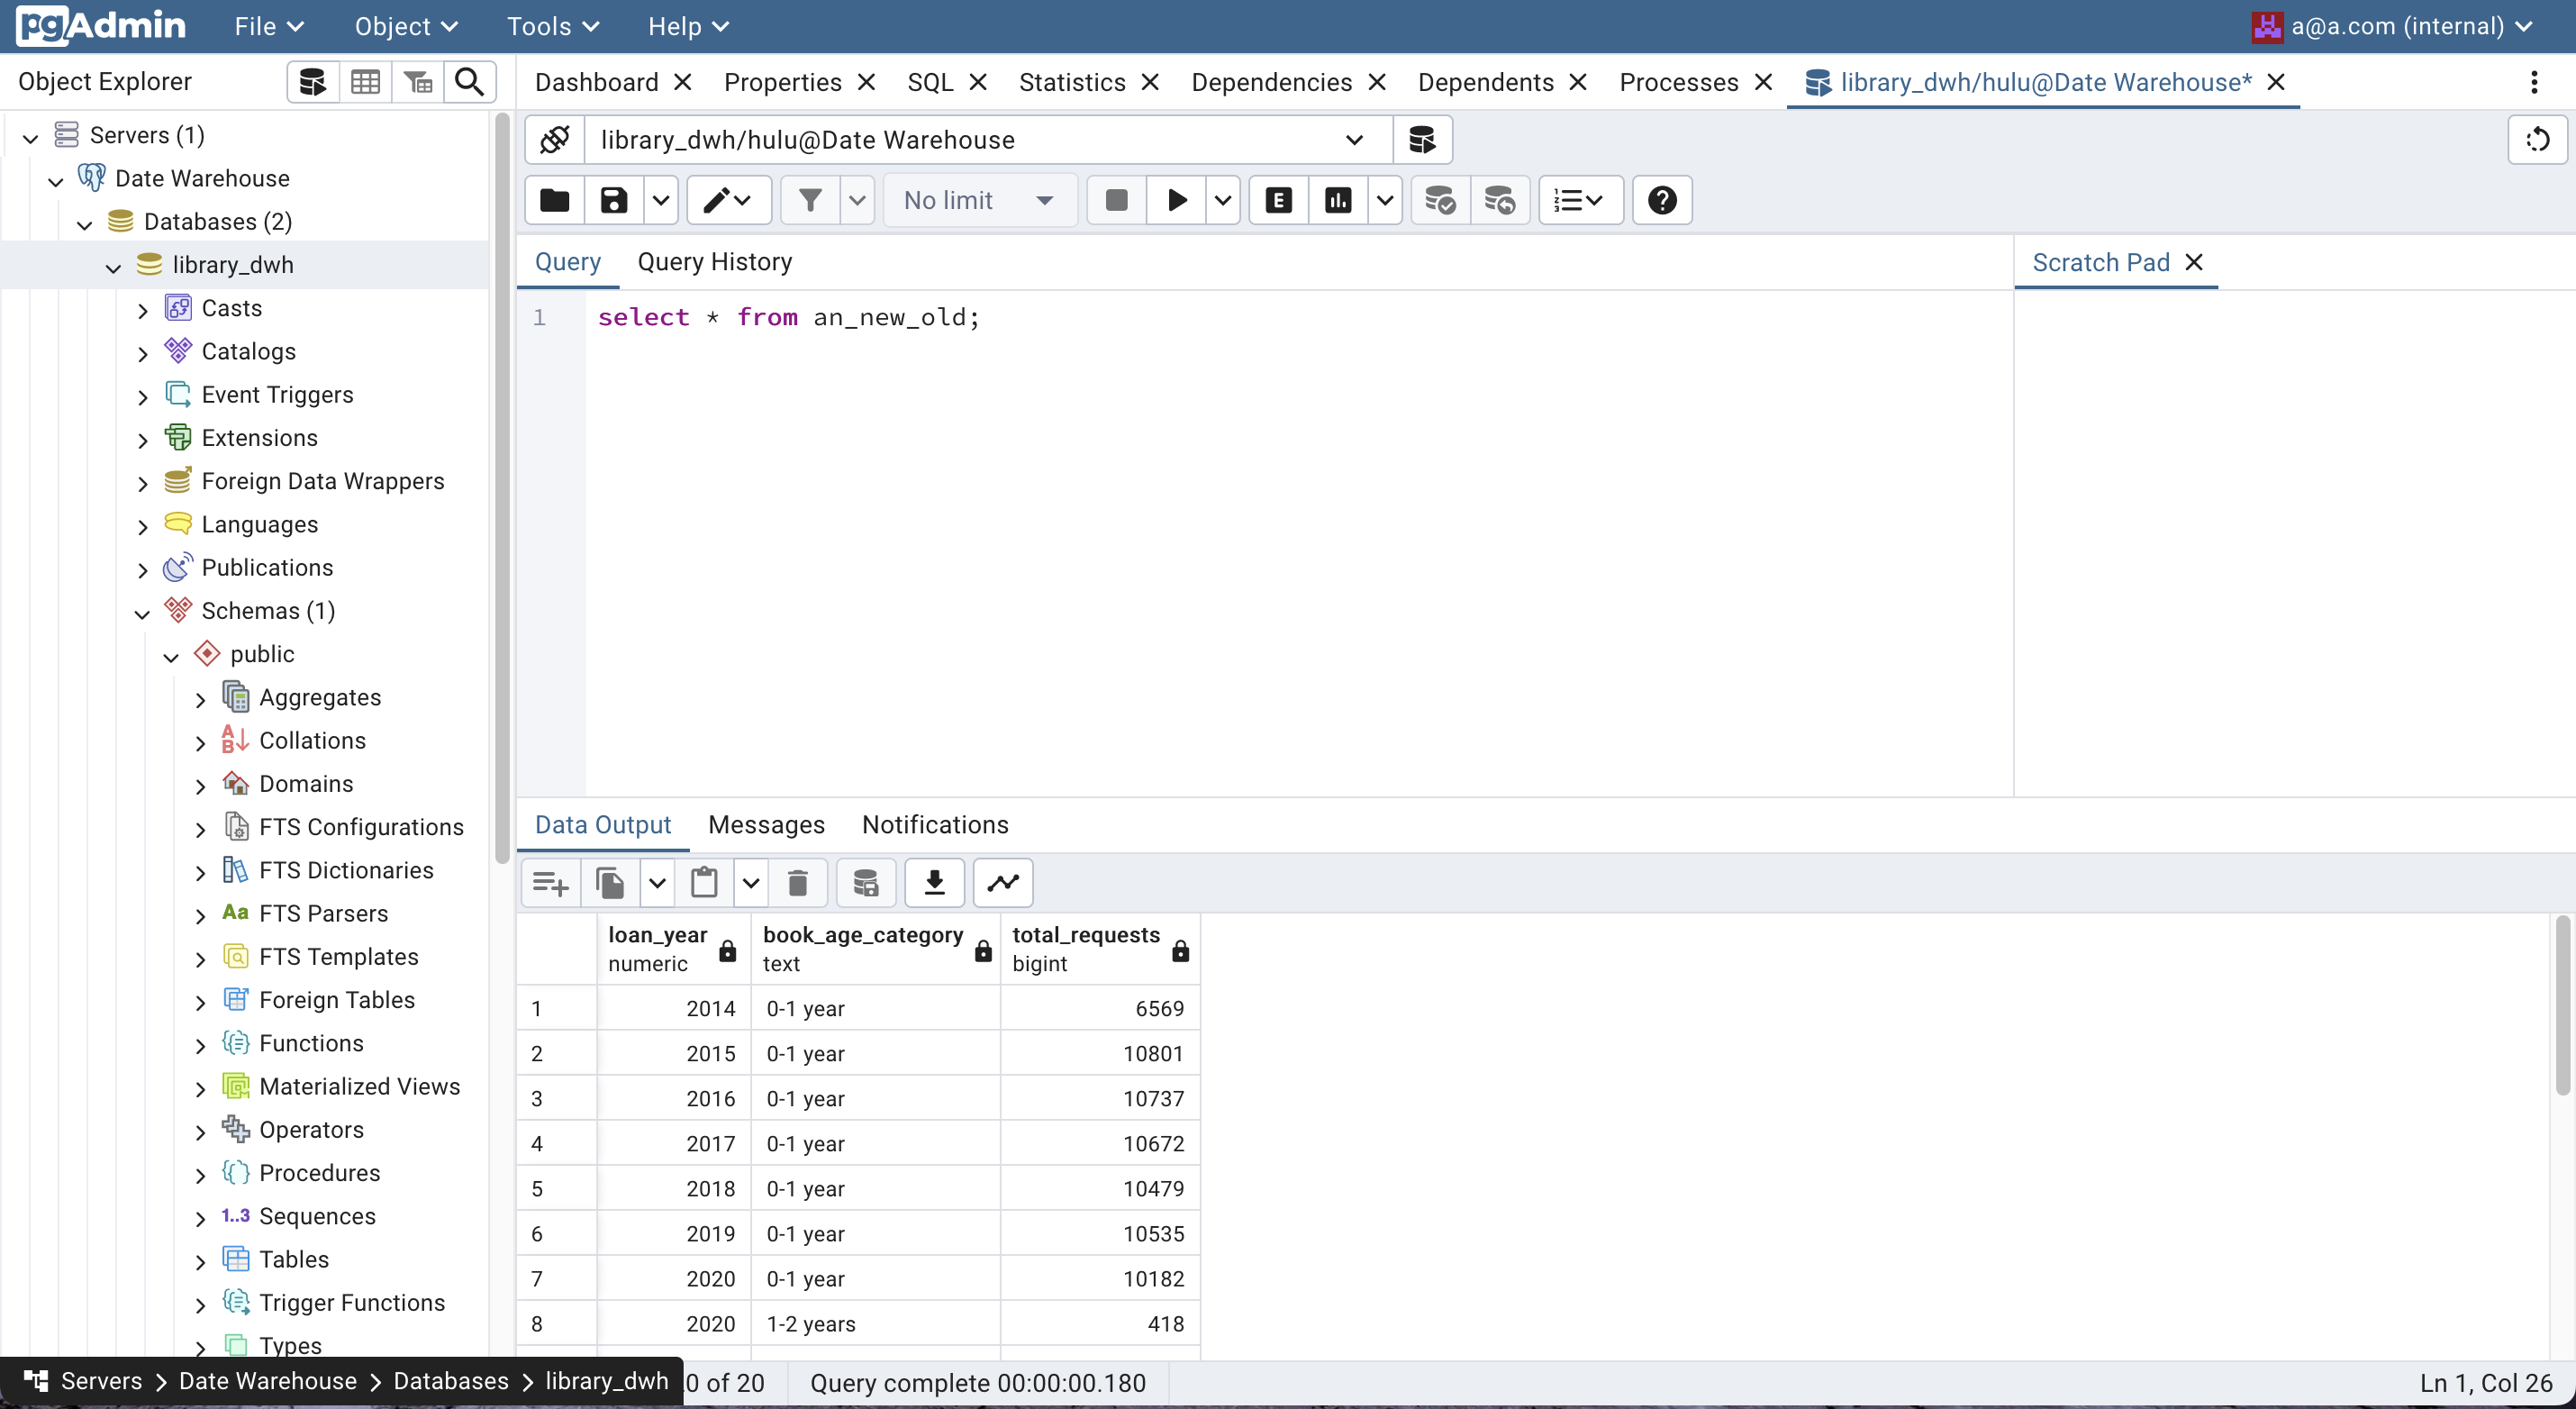 pgAdmin File Object Tools Help a@a.com (internal)
Object Explorer
Dashboard Properties SQL Statistics Dependencies Dependents Processes library_dwh/hulu@Date Warehouse*
Servers (1)
Date Warehouse
Databases (2)
library_dwh
Casts
Catalogs
Event Triggers
Extensions
Foreign Data Wrappers
Languages
Publications
Schemas (1)
public
Aggregates
Collations
Domains
FTS Configurations
FTS Dictionaries
Aa FTS Parsers
FTS Templates
Foreign Tables
Functions
Materialized Views
Operators
Procedures
1..3 Sequences
Tables
Trigger Functions
Types
library_dwh/hulu@Date Warehouse
No limit E
Query Query History Scratch Pad
1 select * from an_new_old;
Data Output Messages Notifications
loan_year book_age_category total_requests
numeric text bigint
1 2014 0-1 year 6569
2 2015 0-1 year 10801
3 2016 0-1 year 10737
4 2017 0-1 year 10672
5 2018 0-1 year 10479
6 2019 0-1 year 10535
7 2020 0-1 year 10182
8 2020 1-2 years 418
Servers > Date Warehouse > Databases > library_dwh 0 of 20 Query complete 00:00:00.180 Ln 1, Col 26